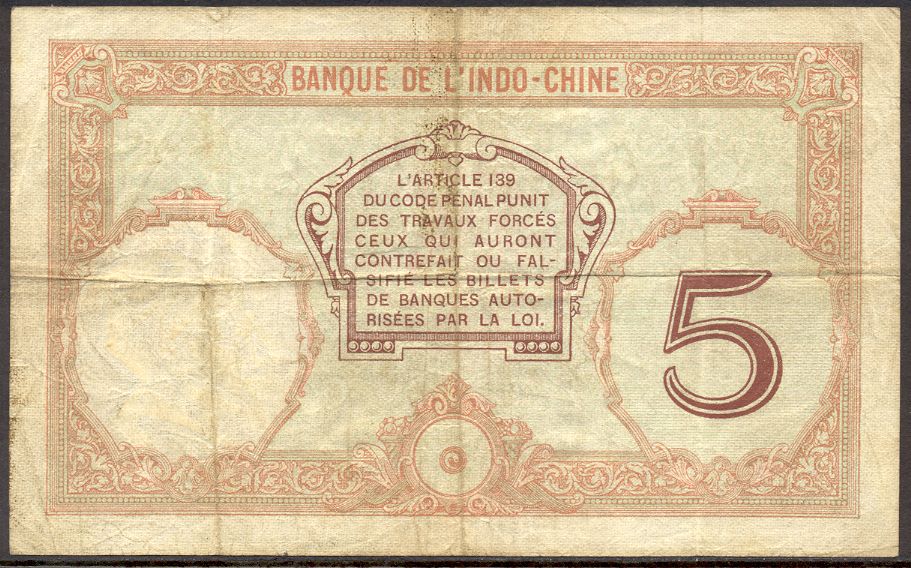 BANQUE DE L'INDO-CHINE
L'ARTICLE 139
DU CODE PENAL PUNIT
DES TRAVAUX FORCÉS
CEUX QUI AURONT
CONTREFAIT OU FAL-
SIFIÉ LES BILLETS
DE BANQUES AUTO-
RISÉES PAR LA LOI.
5